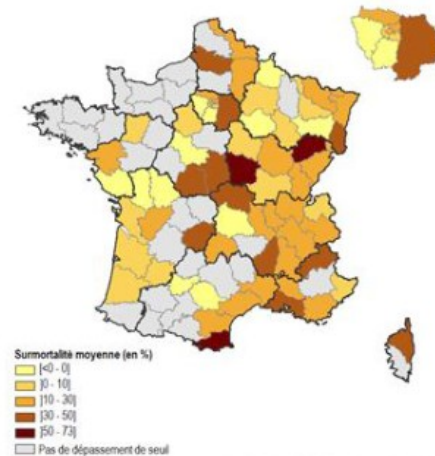 Surmortalité moyenne (en %)
]<0 - 0]
]0 - 10]
]10 - 30]
]30 - 50]
]50 - 73]
Pas de dépassement de seuil